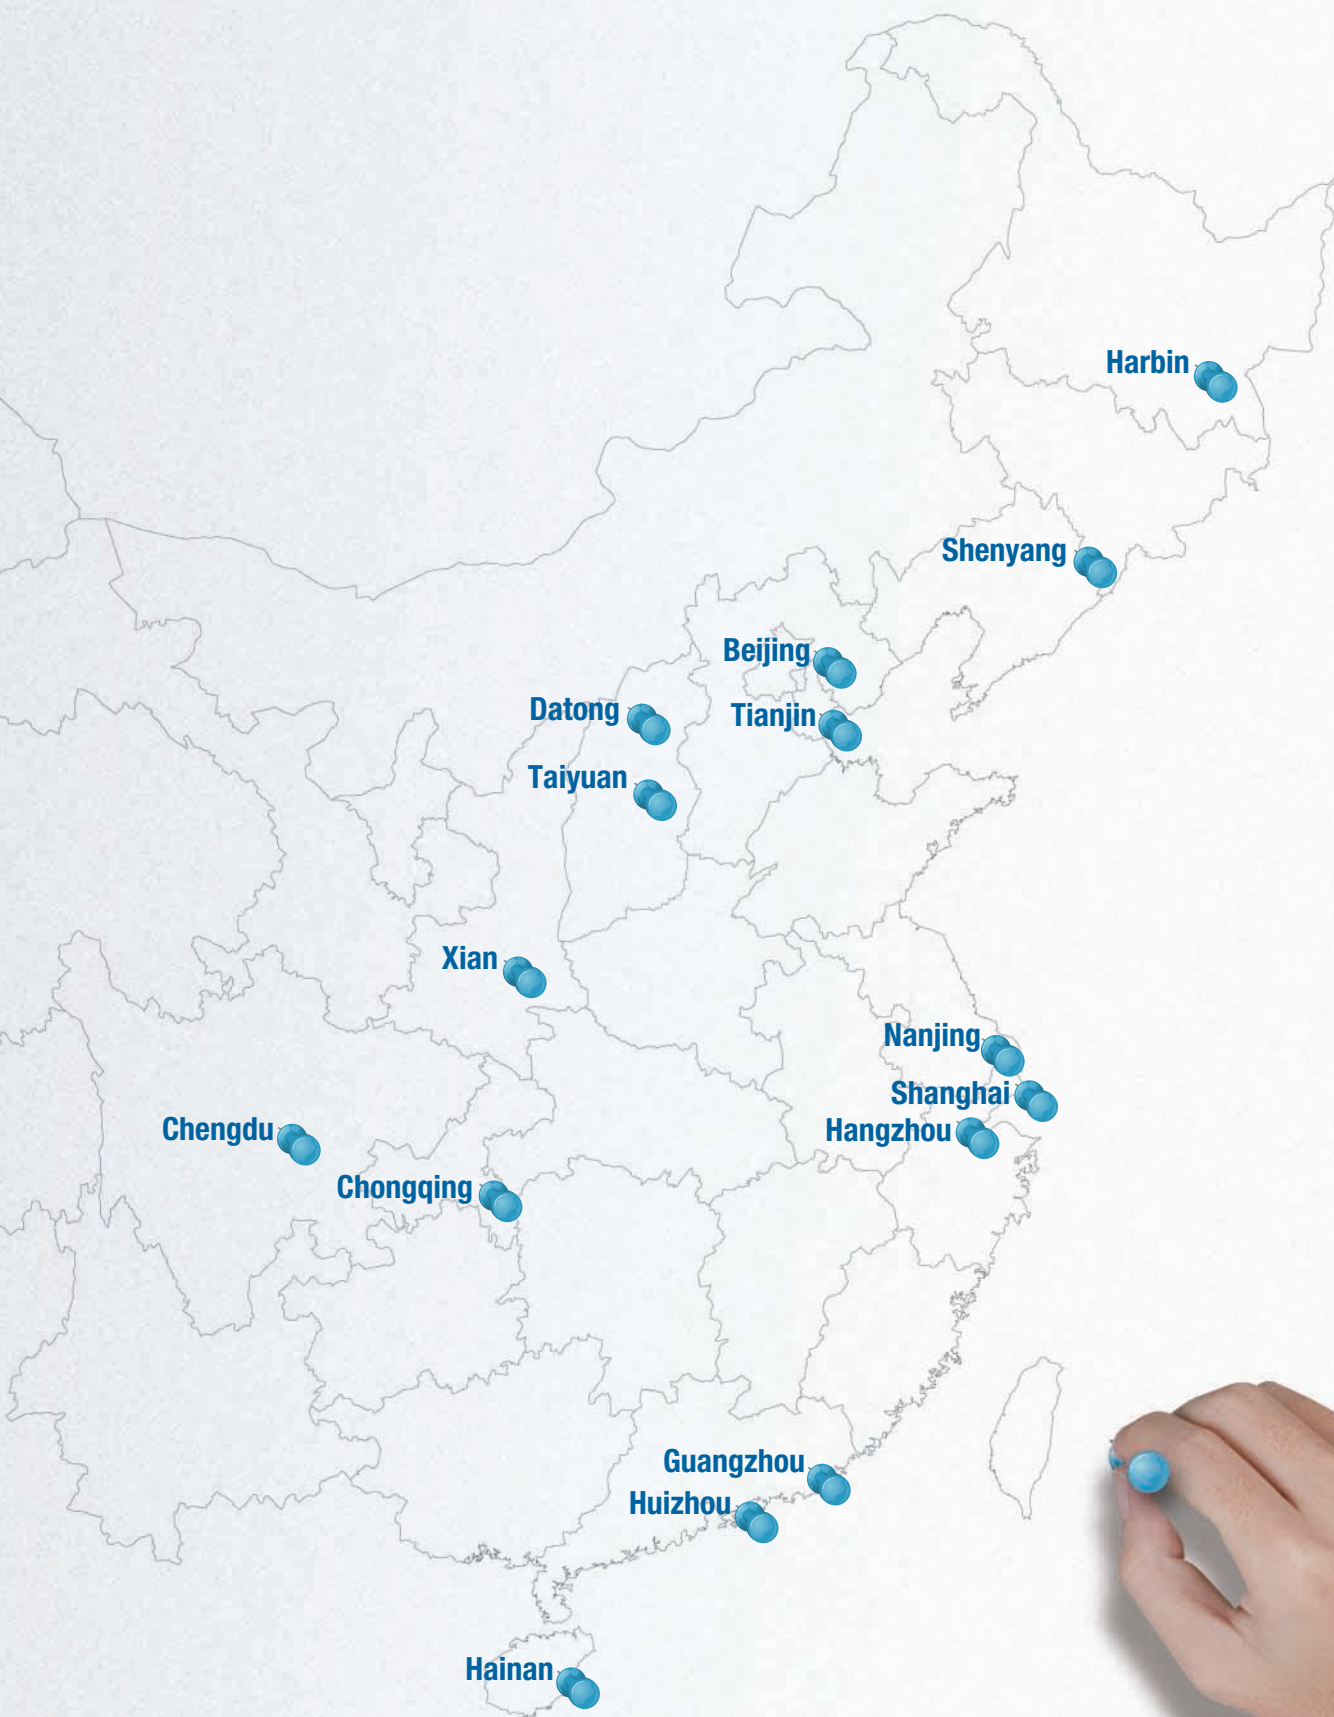 Harbin
Shenyang
Beijing
Datong
Tianjin
Taiyuan
Xian
Nanjing
Shanghai
Chengdu
Hangzhou
Chongqing
Guangzhou
Huizhou
Hainan